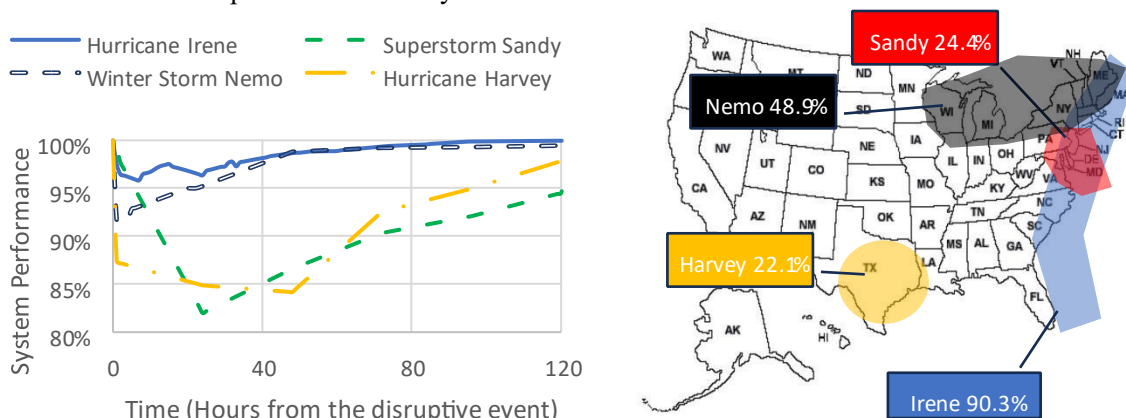 Hurricane Irene
Superstorm Sandy
Winter Storm Nemo
Hurricane Harvey
System Performance
100%
95%
90%
85%
80%
0
40
80
120
Time (Hours from the disruptive event)
Sandy 24.4%
Nemo 48.9%
Harvey 22.1%
Irene 90.3%
WA
MT
ND
MN
SD
WI
MI
NH
VT
ME
MA
NY
RI
CT
NJ
PA
DE
MD
NV
UT
CO
NE
IA
IL
IN
OH
WV
VA
KS
MO
KY
CA
AZ
NM
OK
AR
TN
NC
SC
MS
AL
GA
TX
LA
FL
AK
HI